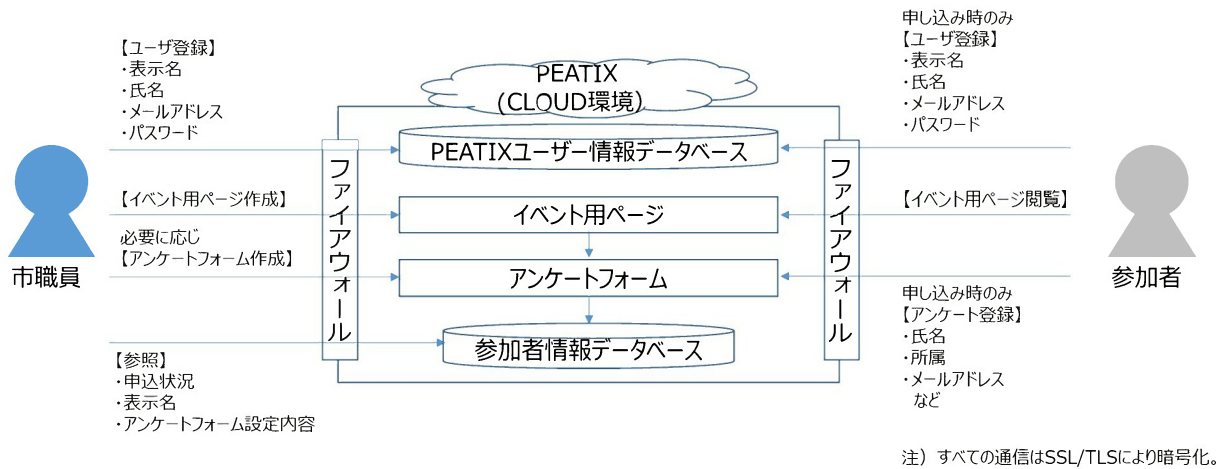 【ユーザ登録】
・表示名
・氏名
・メールアドレス
・パスワード
【イベント用ページ作成】
必要に応じ
【アンケートフォーム作成】
市職員
【参照】
・申込状況
・表示名
・アンケートフォーム設定内容
ファイアウォール
PEATIX
(CLOUD環境)
PEATIXユーザー情報データベース
イベント用ページ
アンケートフォーム
参加者情報データベース
ファイアウォール
申し込み時のみ
【ユーザ登録】
・表示名
・氏名
・メールアドレス
・パスワード
【イベント用ページ閲覧】
参加者
申し込み時のみ
【アンケート登録】
・氏名
・所属
・メールアドレス
など
注）すべての通信はSSL/TLSにより暗号化。